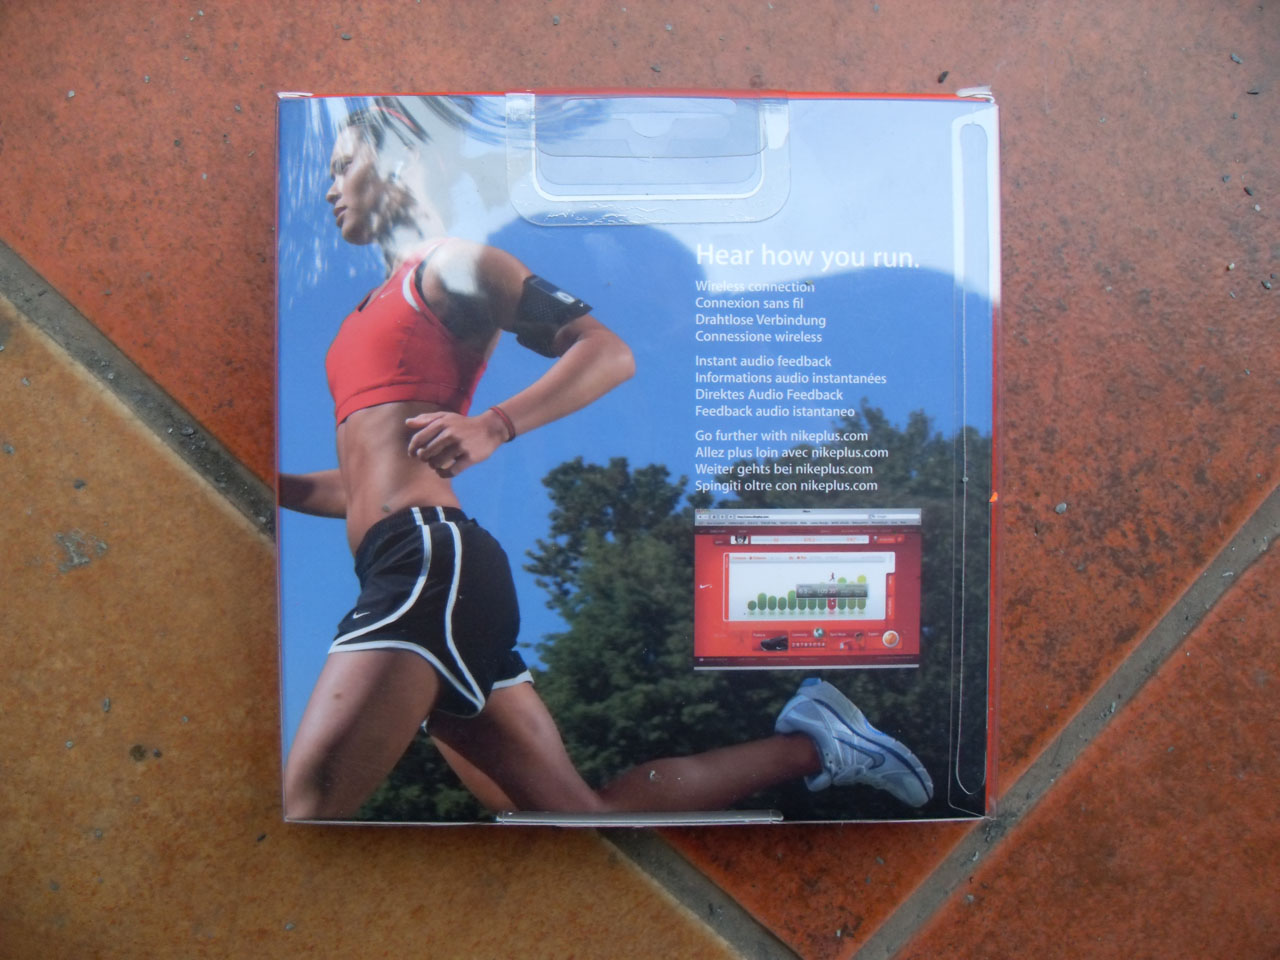 Hear how you run.
Wireless connection
Connexion sans fil
Drahtlose Verbindung
Connessione wireless
Instant audio feedback
Informations audio instantanées
Direktes Audio Feedback
Feedback audio istantaneo
Go further with nikeplus.com
Allez plus loin avec nikeplus.com
Weiter gehts bei nikeplus.com
Spingiti oltre con nikeplus.com